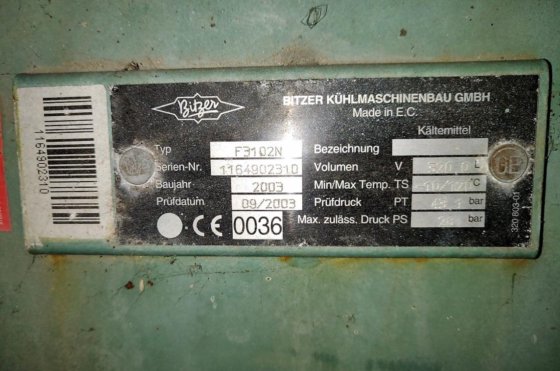 1164902310
Bitzer
BITZER KÜHLMASCHINENBAU GMBH
Made in E.C.
Kältemittel
Typ F3102N
Serien-Nr. 1164902310
Baujahr 2003
Prüfdatum 09/2003
CE 0036
Bezeichnung
Volumen V
Min/Max Temp. TS °C
Prüfdruck PT bar
Max. zuläss. Druck PS bar